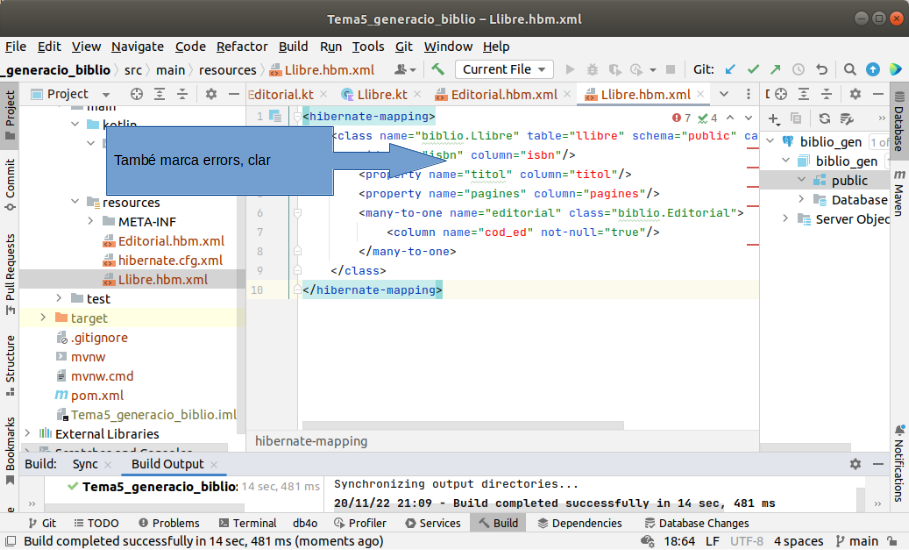 Tema5_generacio_biblio – Llibre.hbm.xml
File Edit View Navigate Code Refactor Build Run Tools Git Window Help
_generacio_biblio src main resources Llibre.hbm.xml Current File Git:
Project
Editorial.kt Llibre.kt Editorial.hbm.xml Llibre.hbm.xml
Project
Commit
Pull Requests
Structure
Bookmarks
main
kotlin
resources
META-INF
Editorial.hbm.xml
hibernate.cfg.xml
Llibre.hbm.xml
test
target
.gitignore
mvnw
mvnw.cmd
pom.xml
Tema5_generacio_biblio.iml
External Libraries
També marca errors, clar
7 4
1 <hibernate-mapping>
<class name="biblio.Llibre" table="llibre" schema="public" ca
isbn" column="isbn"/>
<property name="titol" column="titol"/>
<property name="pagines" column="pagines"/>
6 <many-to-one name="editorial" class="biblio.Editorial">
7 <column name="cod_ed" not-null="true"/>
8 </many-to-one>
9 </class>
10 </hibernate-mapping>
hibernate-mapping
D
biblio_gen 1 of
biblio_gen
public
Database
Server Objec
Database
Maven
Notifications
Build: Sync Build Output
Tema5_generacio_biblio: 14 sec, 481 ms
Synchronizing output directories...
20/11/22 21:09 - Build completed successfully in 14 sec, 481 ms
Git TODO Problems Terminal db4o Profiler Services Build Dependencies Database Changes
Build completed successfully in 14 sec, 481 ms (moments ago) 18:64 LF UTF-8 4 spaces main